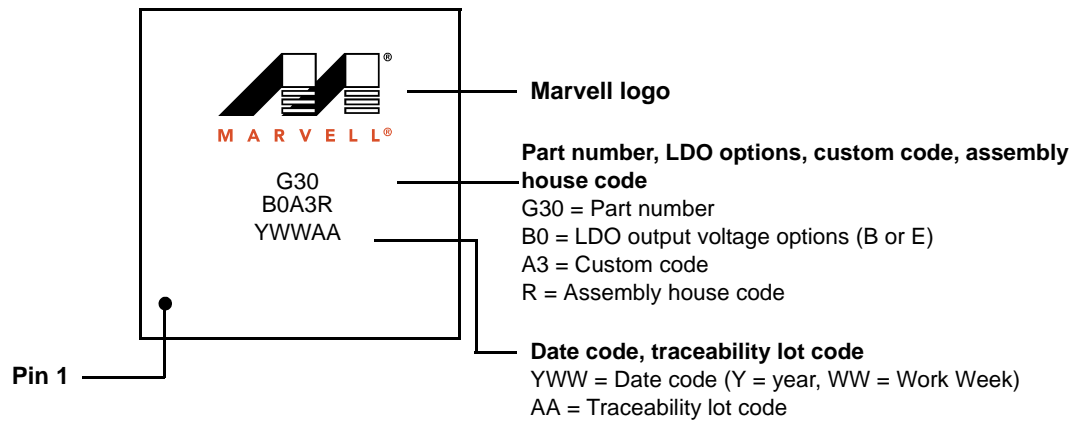 ®
MARVELL®
G30
B0A3R
YWWAA
Marvell logo
Part number, LDO options, custom code, assembly
house code
G30 = Part number
B0 = LDO output voltage options (B or E)
A3 = Custom code
R = Assembly house code
Date code, traceability lot code
YWW = Date code (Y = year, WW = Work Week)
AA = Traceability lot code
Pin 1